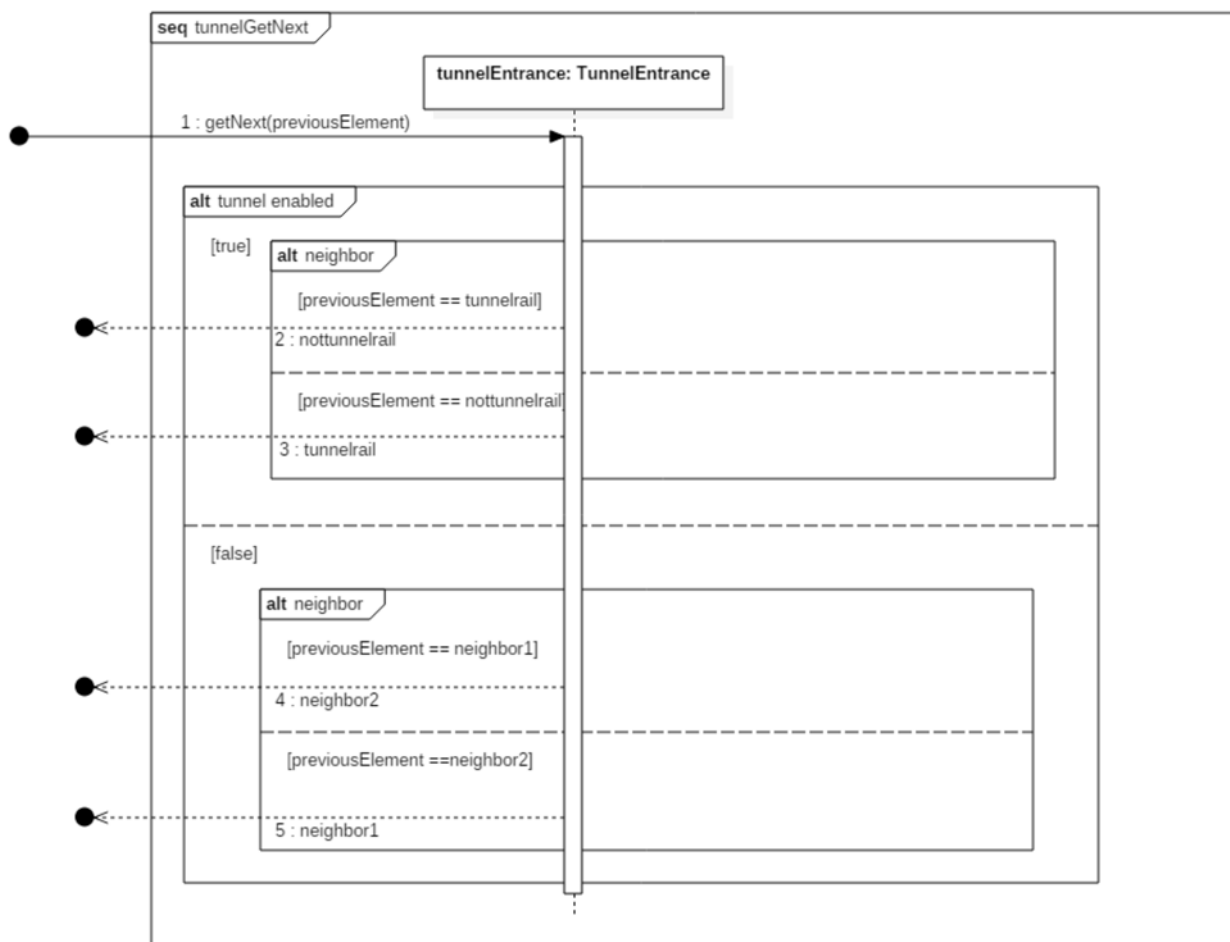 seq tunnelGetNext
tunnelEntrance: TunnelEntrance
1 : getNext(previousElement)
alt tunnel enabled
[true]
alt neighbor
[previousElement == tunnelrail]
2 : nottunnelrail
[previousElement == nottunnelrail]
3 : tunnelrail
[false]
alt neighbor
[previousElement == neighbor1]
4 : neighbor2
[previousElement ==neighbor2]
5 : neighbor1